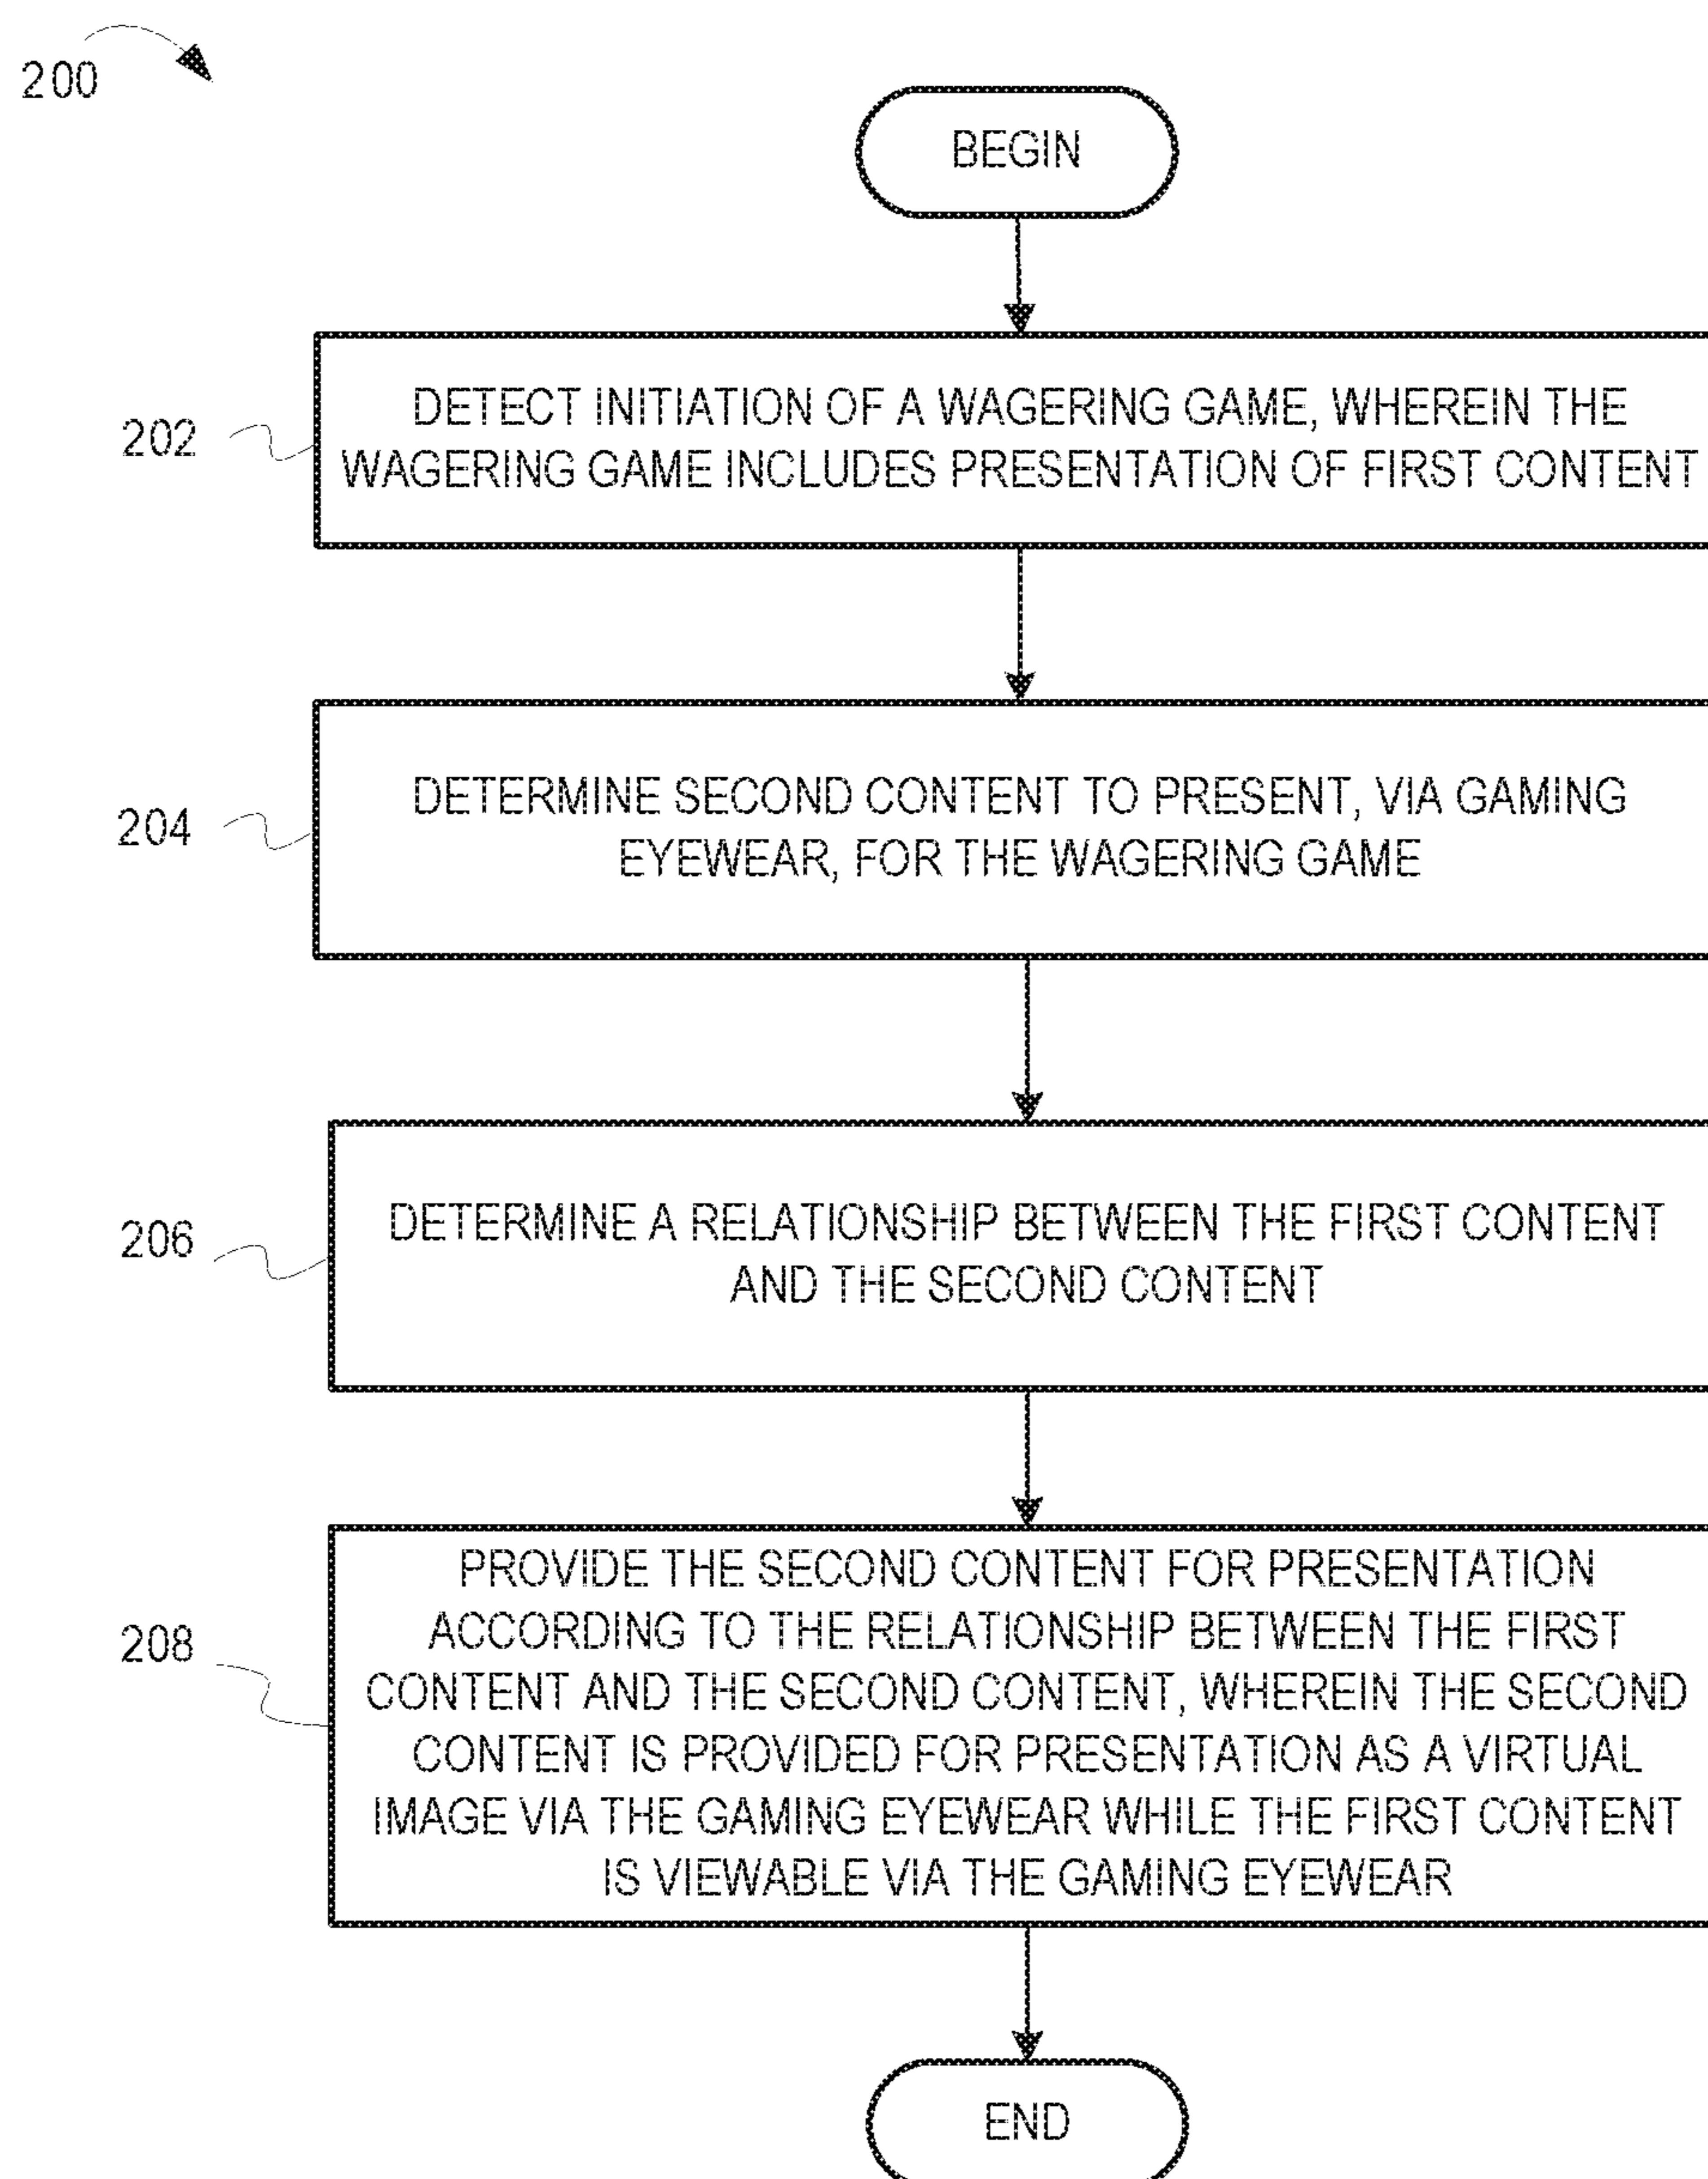 200
BEGIN
202
DETECT INITIATION OF A WAGERING GAME, WHEREIN THE
WAGERING GAME INCLUDES PRESENTATION OF FIRST CONTENT
204
DETERMINE SECOND CONTENT TO PRESENT, VIA GAMING
EYEWEAR, FOR THE WAGERING GAME
206
DETERMINE A RELATIONSHIP BETWEEN THE FIRST CONTENT
AND THE SECOND CONTENT
208
PROVIDE THE SECOND CONTENT FOR PRESENTATION
ACCORDING TO THE RELATIONSHIP BETWEEN THE FIRST
CONTENT AND THE SECOND CONTENT, WHEREIN THE SECOND
CONTENT IS PROVIDED FOR PRESENTATION AS A VIRTUAL
IMAGE VIA THE GAMING EYEWEAR WHILE THE FIRST CONTENT
IS VIEWABLE VIA THE GAMING EYEWEAR
END